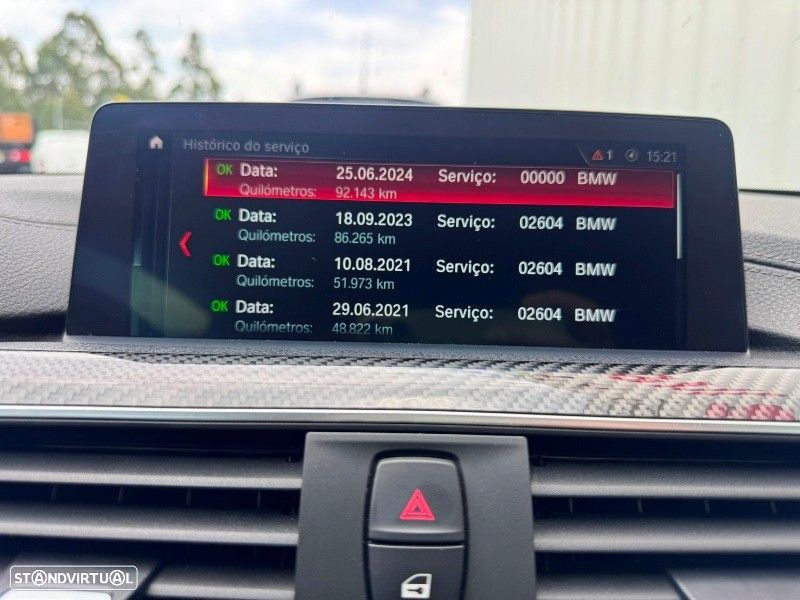 Histórico do serviço
1 15:21
OK Data: 25.06.2024 Serviço: 00000 BMW
Quilómetros: 92.143 km
OK Data: 18.09.2023 Serviço: 02604 BMW
Quilómetros: 86.265 km
OK Data: 10.08.2021 Serviço: 02604 BMW
Quilómetros: 51.973 km
OK Data: 29.06.2021 Serviço: 02604 BMW
Quilómetros: 48.822 km
STANDVIRTUAL